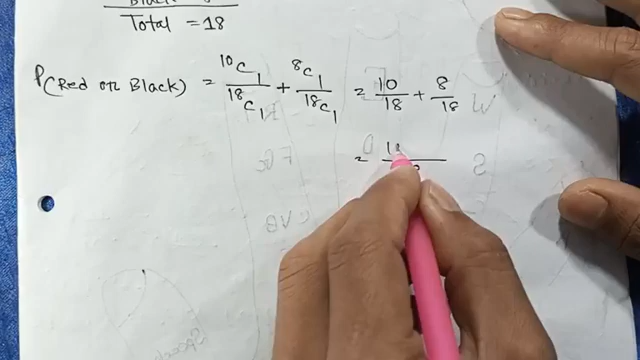 Total = 18
P(Red or Black) = ¹⁰C₁/¹⁸C₁ + ⁸C₁/¹⁸C₁ = 10/18 + 8/18
=